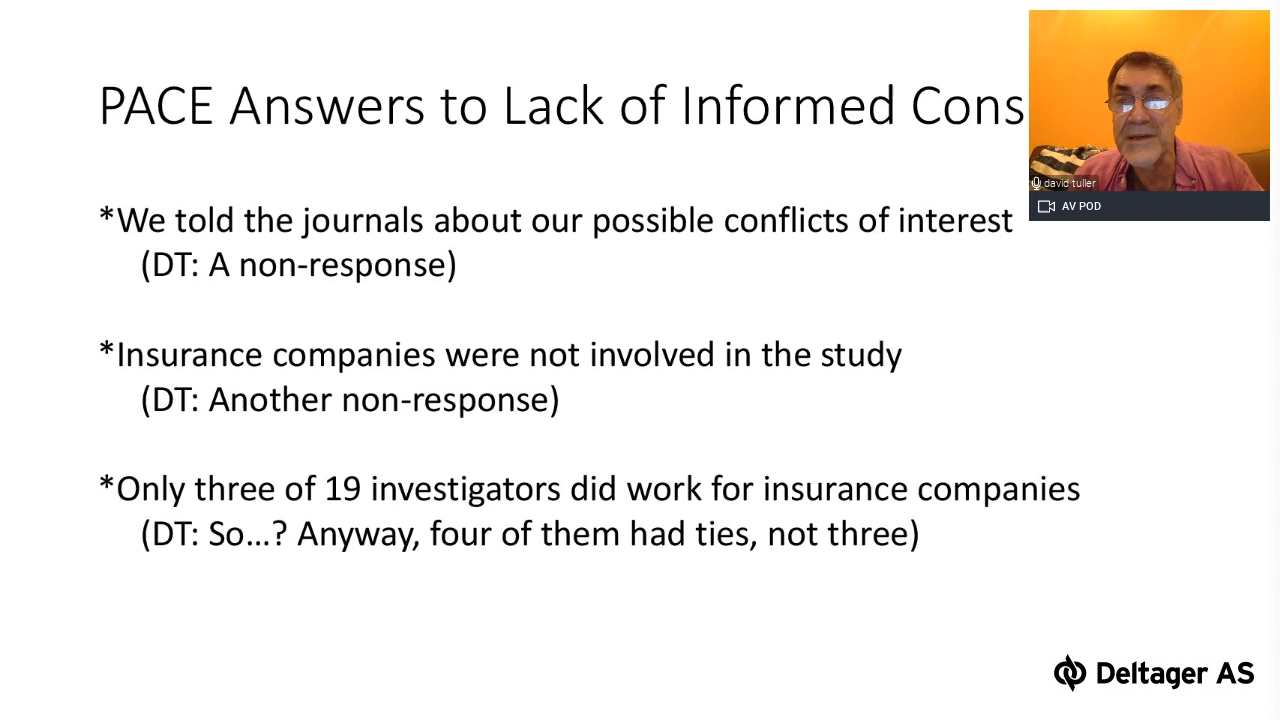 PACE Answers to Lack of Informed Cons
*We told the journals about our possible conflicts of interest
(DT: A non-response)
*Insurance companies were not involved in the study
(DT: Another non-response)
*Only three of 19 investigators did work for insurance companies
(DT: So...? Anyway, four of them had ties, not three)
david tuller
AV POD
Deltager AS